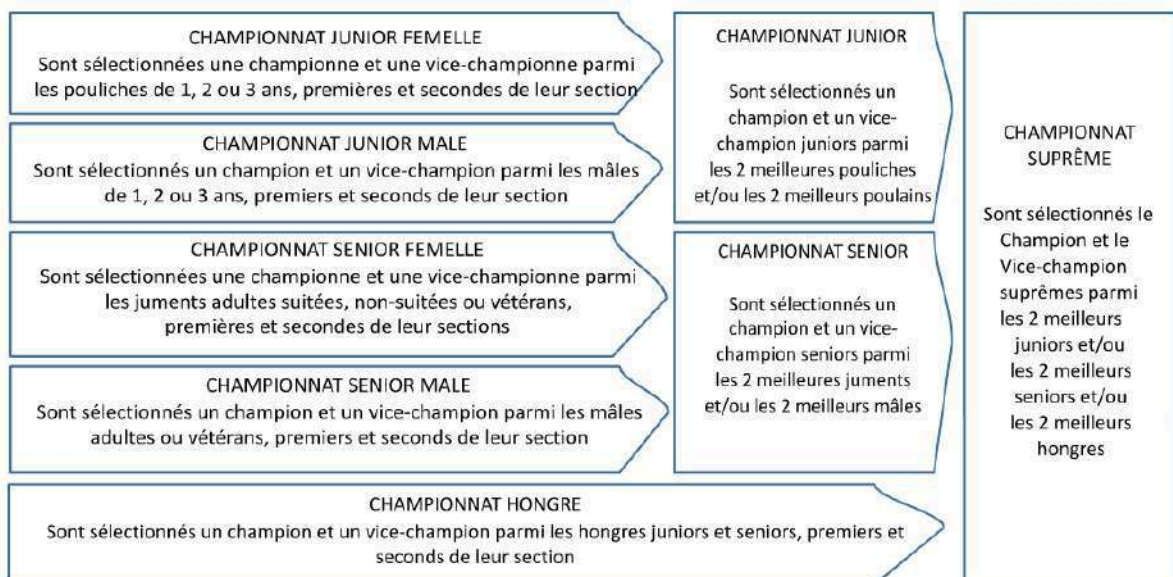 CHAMPIONNAT JUNIOR FEMELLE
Sont sélectionnées une championne et une vice-championne parmi
les pouliches de 1, 2 ou 3 ans, premières et secondes de leur section
CHAMPIONNAT JUNIOR MALE
Sont sélectionnés un champion et un vice-champion parmi les mâles
de 1, 2 ou 3 ans, premiers et seconds de leur section
CHAMPIONNAT SENIOR FEMELLE
Sont sélectionnées une championne et une vice-championne parmi
les juments adultes suitées, non-suitées ou vétérans,
premières et secondes de leur sections
CHAMPIONNAT SENIOR MALE
Sont sélectionnés un champion et un vice-champion parmi les mâles
adultes ou vétérans, premiers et seconds de leur section
CHAMPIONNAT HONGRE
Sont sélectionnés un champion et un vice-champion parmi les hongres juniors et seniors, premiers et
seconds de leur section
CHAMPIONNAT JUNIOR
Sont sélectionnés un
champion et un vice-
champion juniors parmi
les 2 meilleures pouliches
et/ou les 2 meilleurs poulains
CHAMPIONNAT SENIOR
Sont sélectionnés un
champion et un vice-
champion seniors parmi
les 2 meilleures juments
et/ou les 2 meilleurs mâles
CHAMPIONNAT
SUPRÊME
Sont sélectionnés le
Champion et le
Vice-champion
suprêmes parmi
les 2 meilleurs
juniors et/ou
les 2 meilleurs
seniors et/ou
les 2 meilleurs
hongres